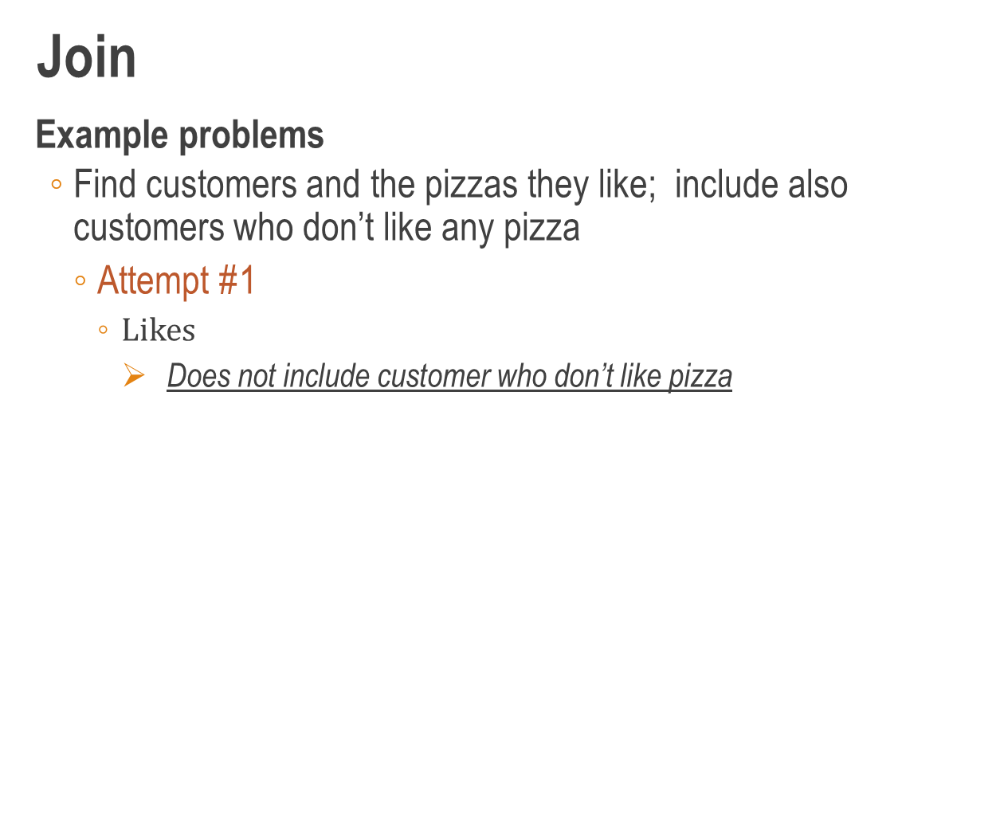 Join
Example problems
◦ Find customers and the pizzas they like;  include also
customers who don’t like any pizza
◦ Attempt #1
◦ Likes
➢ Does not include customer who don’t like pizza